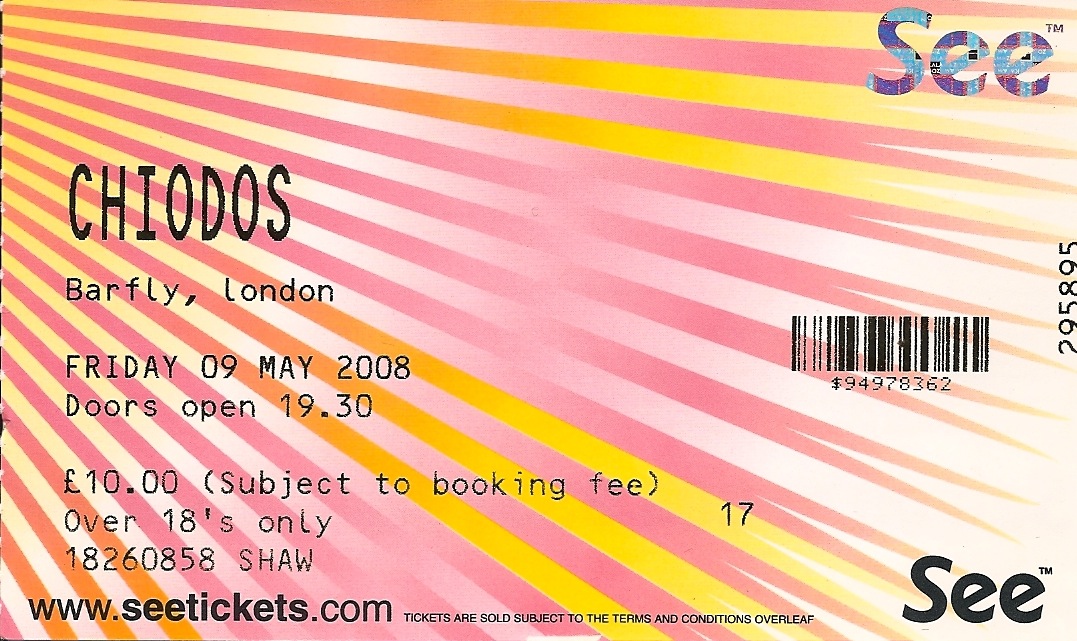 See™
CHIODOS
Barfly, london
295895
FRIDAY 09 MAY 2008
Doors open 19.30
$94978362
£10.00 (Subject to booking fee)
17
Over 18's only
18260858 SHAW
www.seetickets.com TICKETS ARE SOLD SUBJECT TO THE TERMS AND CONDITIONS OVERLEAF
See™